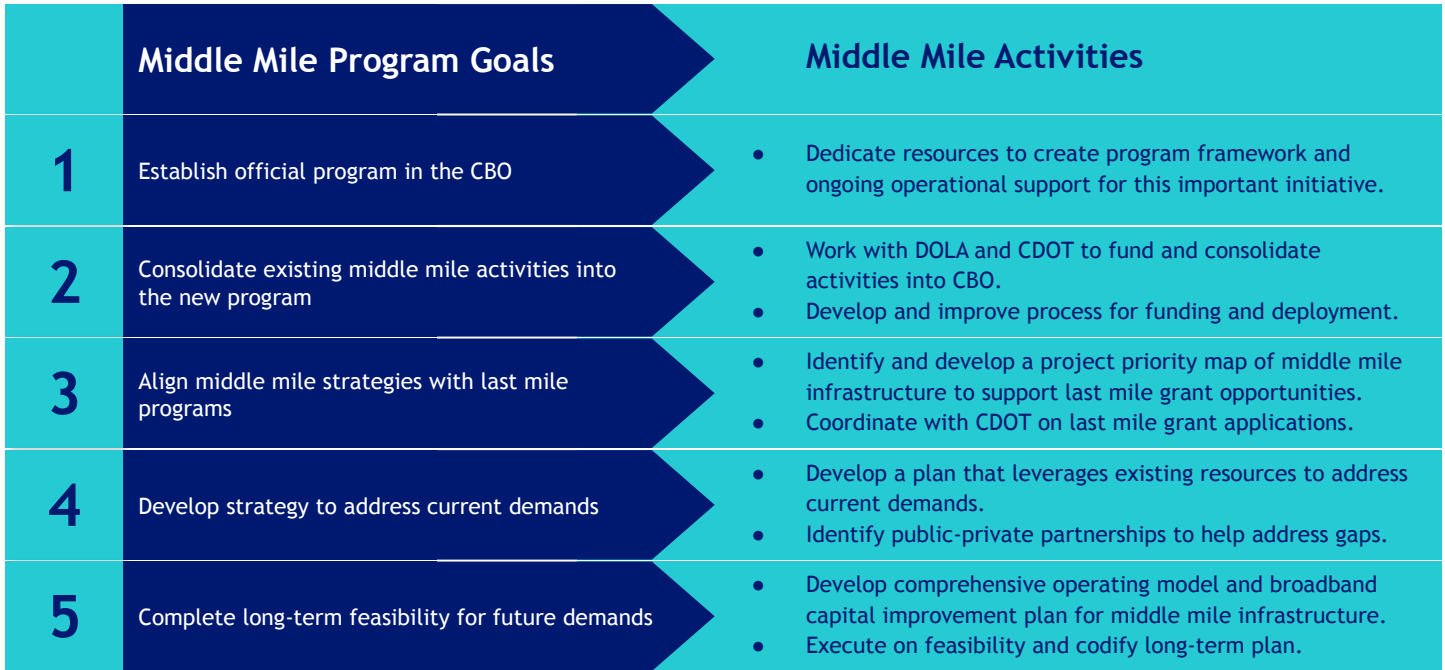 Middle Mile Program Goals
Middle Mile Activities
1
Establish official program in the CBO
● Dedicate resources to create program framework and
ongoing operational support for this important initiative.
2
Consolidate existing middle mile activities into
the new program
● Work with DOLA and CDOT to fund and consolidate
activities into CBO.
● Develop and improve process for funding and deployment.
3
Align middle mile strategies with last mile
programs
● Identify and develop a project priority map of middle mile
infrastructure to support last mile grant opportunities.
● Coordinate with CDOT on last mile grant applications.
4
Develop strategy to address current demands
● Develop a plan that leverages existing resources to address
current demands.
● Identify public-private partnerships to help address gaps.
5
Complete long-term feasibility for future demands
● Develop comprehensive operating model and broadband
capital improvement plan for middle mile infrastructure.
● Execute on feasibility and codify long-term plan.